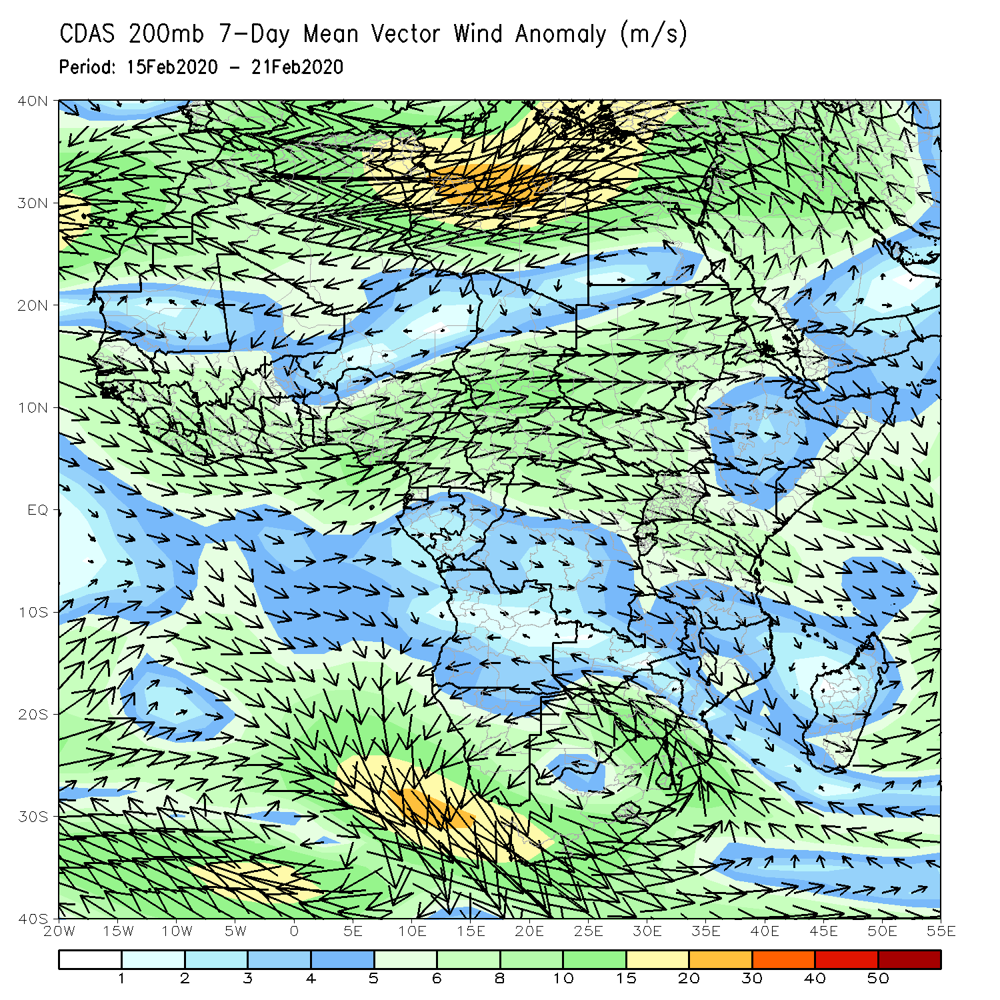 CDAS 200mb 7-Day Mean Vector Wind Anomaly (m/s)
Period: 15Feb2020 - 21Feb2020
40N
30N
20N
10N
EQ
10S
20S
30S
40S
20W 15W 10W 5W 0 5E 10E 15E 20E 25E 30E 35E 40E 45E 50E 55E
1 2 3 4 5 6 8 10 15 20 30 40 50